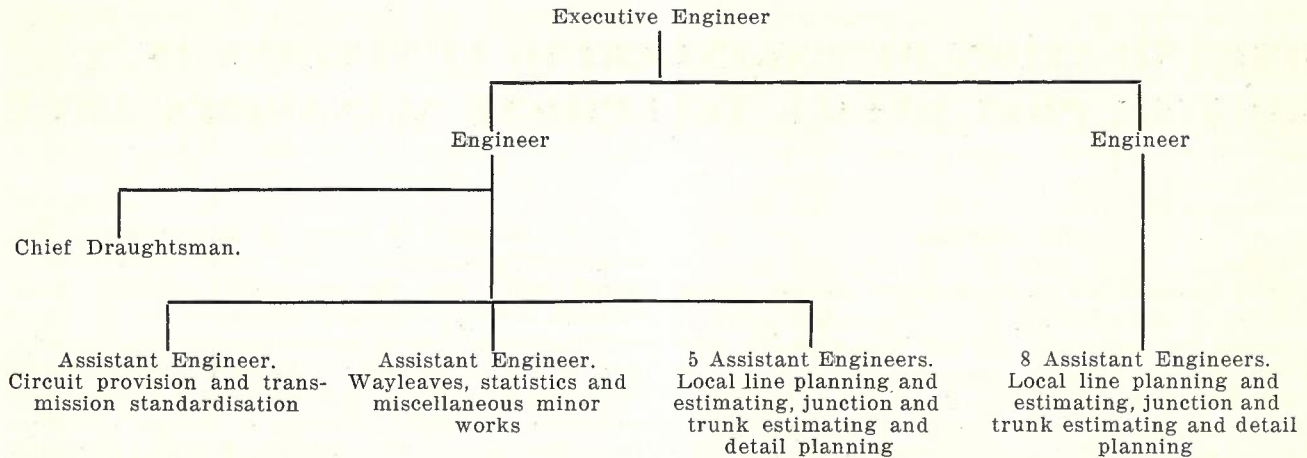 Executive Engineer
Engineer
Engineer
Chief Draughtsman.
Assistant Engineer.
Circuit provision and trans-
mission standardisation
Assistant Engineer.
Wayleaves, statistics and
miscellaneous minor
works
5 Assistant Engineers.
Local line planning and
estimating, junction and
trunk estimating and
detail planning
8 Assistant Engineers.
Local line planning and
estimating, junction and
trunk estimating and detail
planning